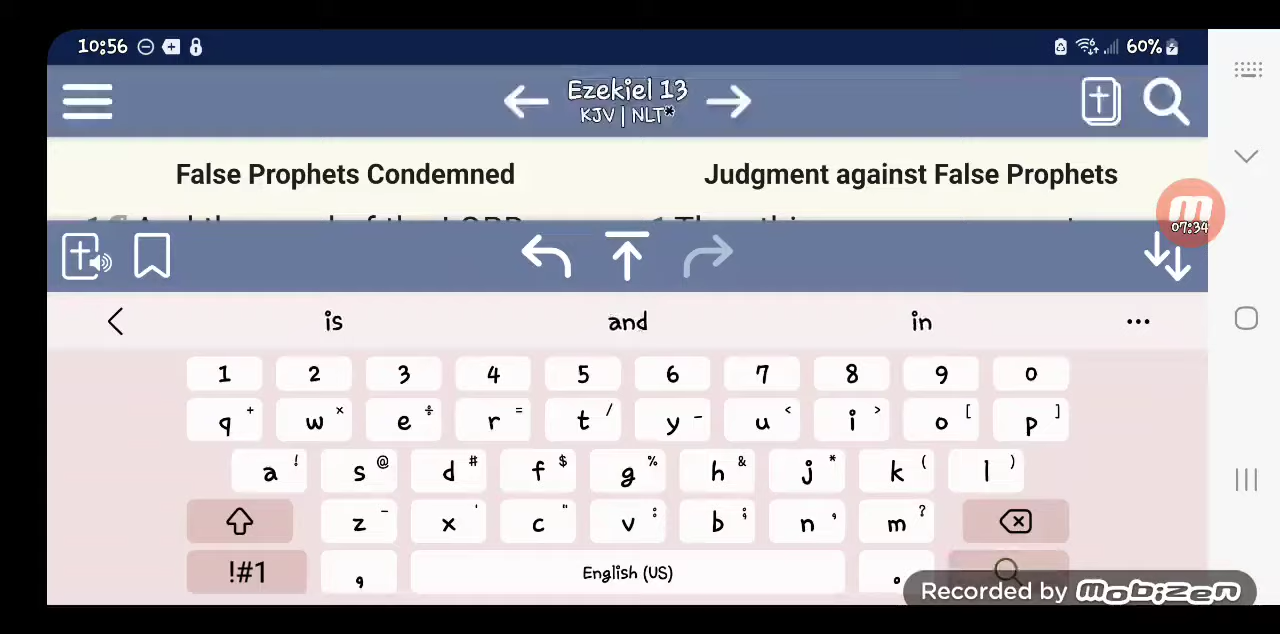 10:56 60%
Ezekiel 13
KJV | NLT*
False Prophets Condemned Judgment against False Prophets
07:34
is and in ...
1 2 3 4 5 6 7 8 9 0
q + w × e ÷ r = t / y - u < i > o [ p ]
a ! s @ d # f $ g % h & j * k ( l )
z - x ' c " v : b ; n , m ?
!#1 , English (US) .
Recorded by mobizen